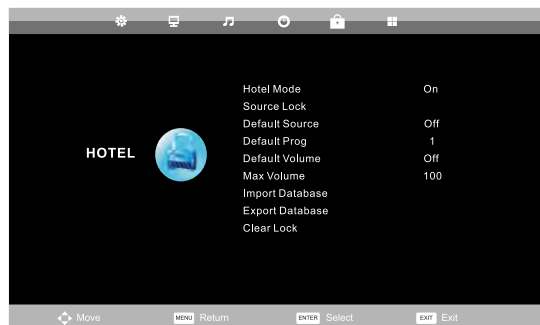 HOTEL
Hotel Mode On
Source Lock
Default Source Off
Default Prog 1
Default Volume Off
Max Volume 100
Import Database
Export Database
Clear Lock
Move MENU Return ENTER Select EXIT Exit